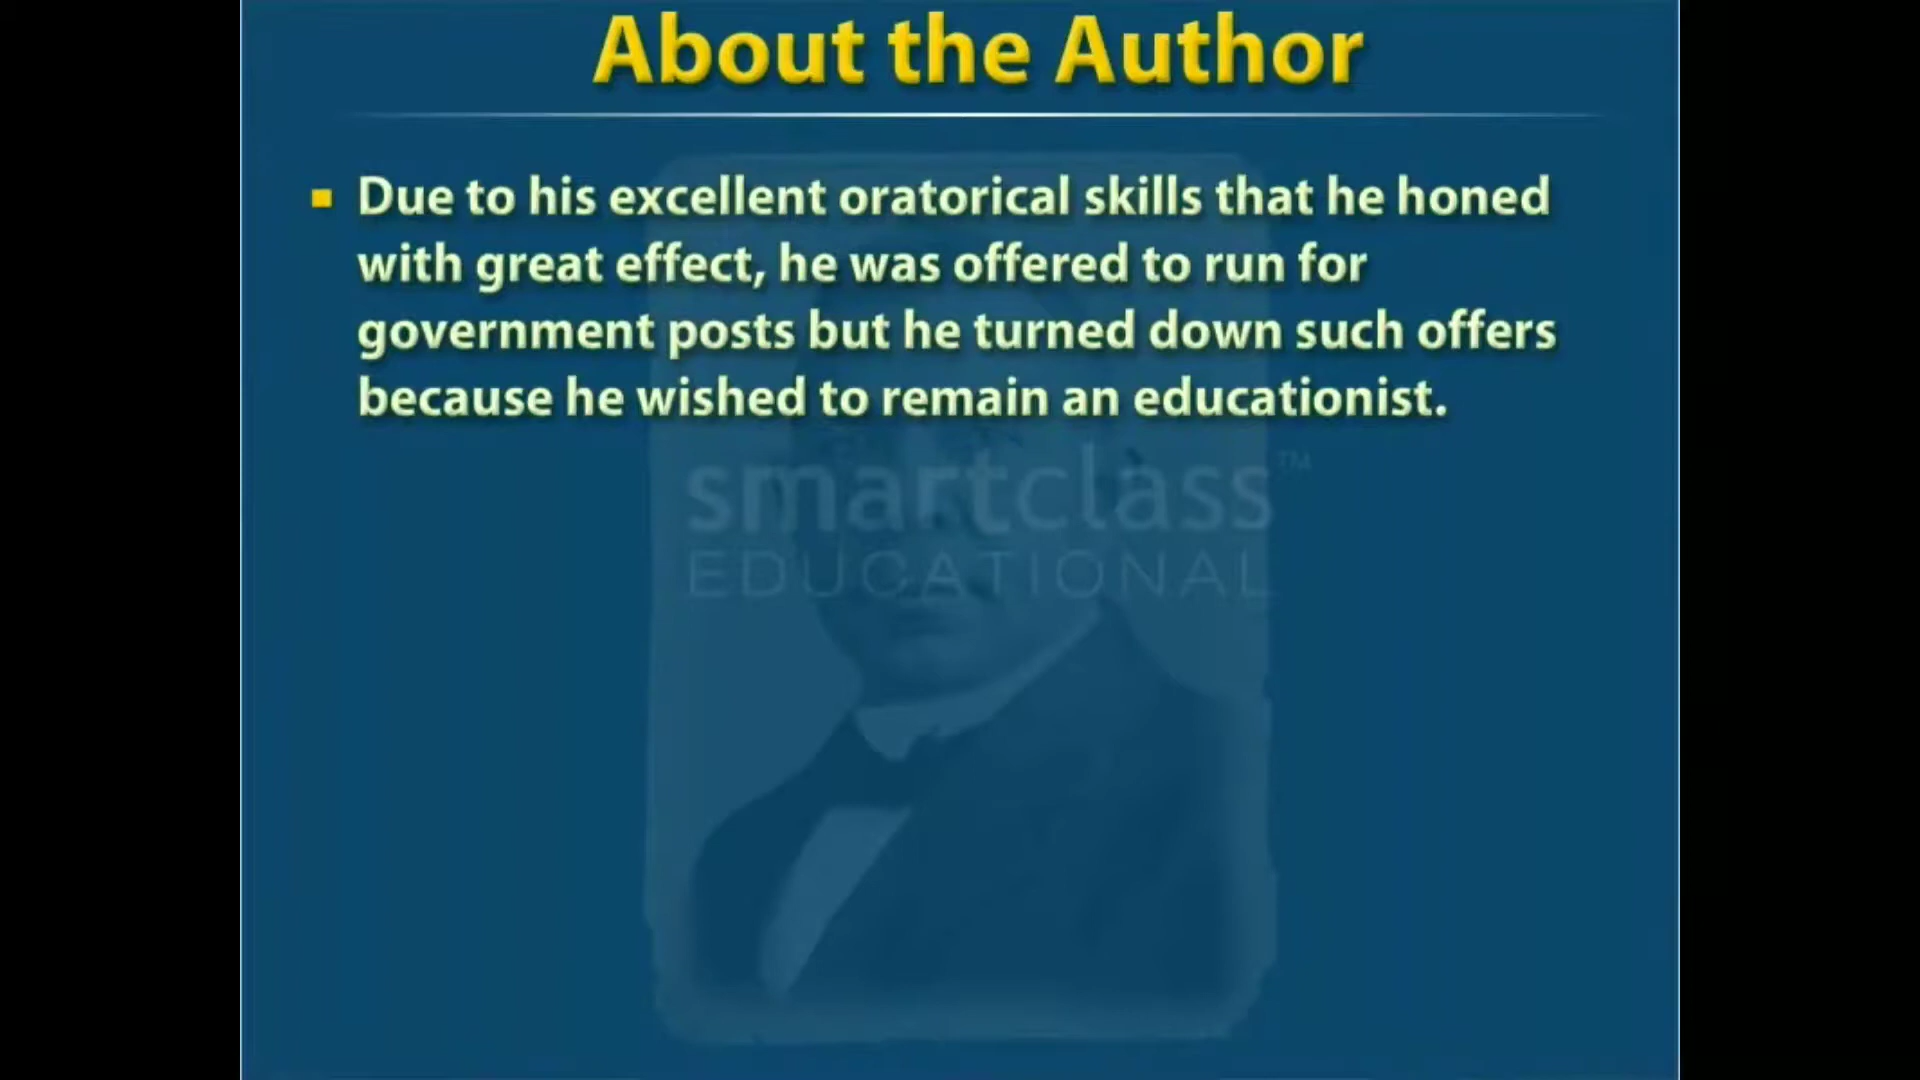 About the Author
Due to his excellent oratorical skills that he honed
with great effect, he was offered to run for
government posts but he turned down such offers
because he wished to remain an educationist.
smartclass™
EDUCATIONAL